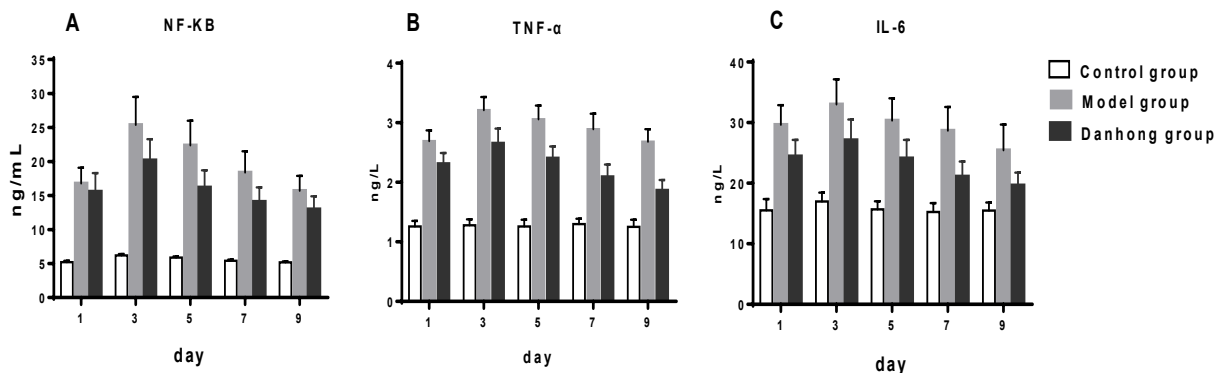 A
NF-KB
35
30
25
20
15
10
5
0
ng/mL
1 3 5 7 9
day
B
TNF-α
4
3
2
1
0
ng/L
1 3 5 7 9
day
C
IL-6
40
30
20
10
0
ng/L
1 3 5 7 9
day
Control group
Model group
Danhong group